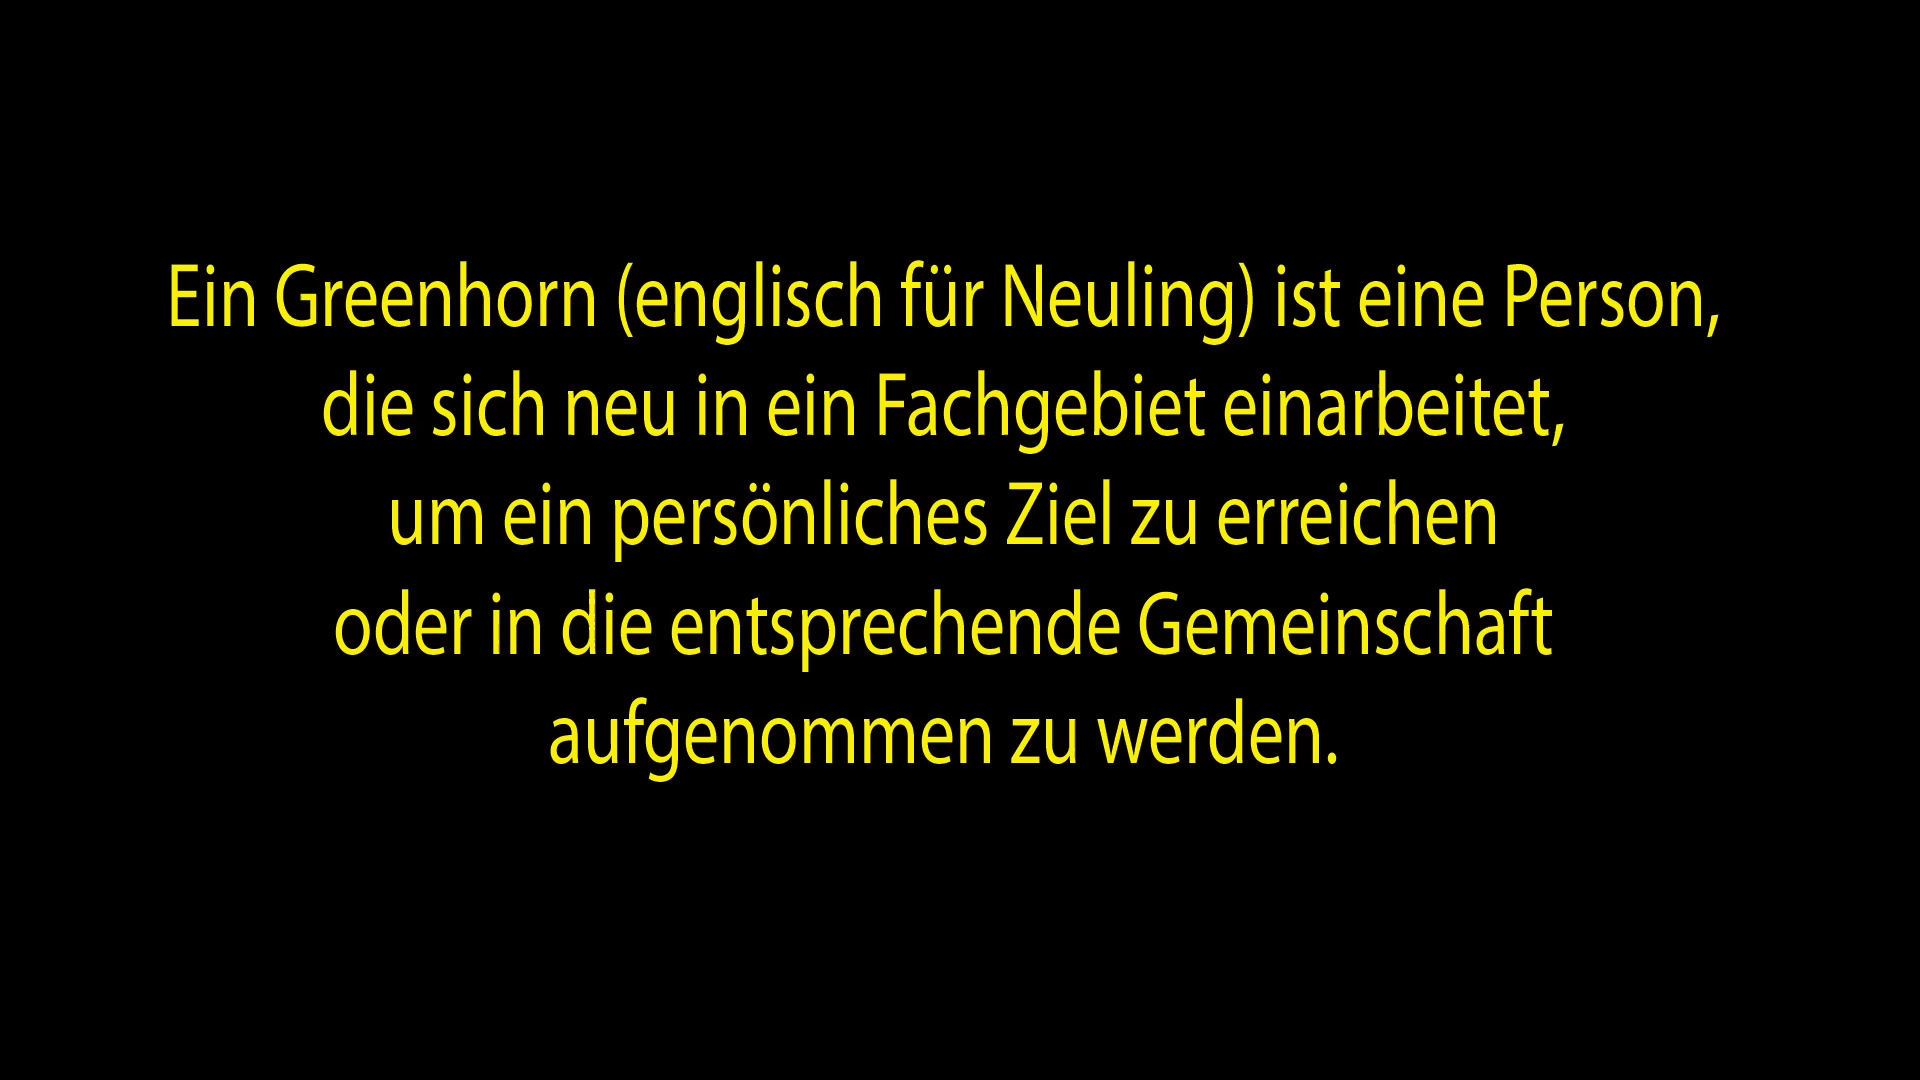 Ein Greenhorn (englisch für Neuling) ist eine Person,
die sich neu in ein Fachgebiet einarbeitet,
um ein persönliches Ziel zu erreichen
oder in die entsprechende Gemeinschaft
aufgenommen zu werden.